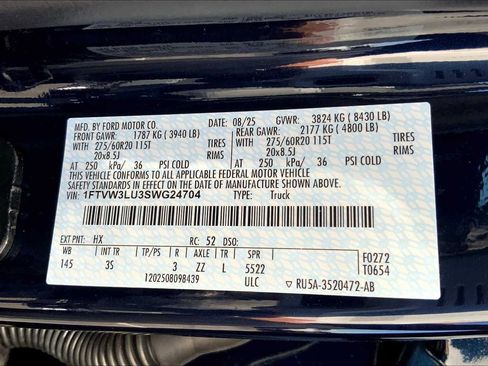 MFD. BY FORD MOTOR CO. 08/25 GVWR: 3824 KG ( 8430 LB)
FRONT GAWR: 1787 KG ( 3940 LB) REAR GAWR: 2177 KG ( 4800 LB)
WITH 275/60R20 115T TIRES WITH 275/60R20 115T TIRES
20x8.5J RIMS 20x8.5J RIMS
AT 250 kPa/ 36 PSI COLD AT 250 kPa/ 36 PSI COLD
THIS VEHICLE CONFORMS TO ALL APPLICABLE FEDERAL MOTOR VEHICLE
SAFETY STANDARDS IN EFFECT ON THE DATE OF MANUFACTURE SHOWN ABOVE.
VIN: 1FTVW3LU3SWG24704 TYPE: Truck
EXT PNT: HX RC: 52 DSO:
WB INT TR TP/PS R AXLE TR SPR F0272
145 3S 3 ZZ L 5522 T0654
1202508098439 ULC ▼ RU5A-3520472-AB